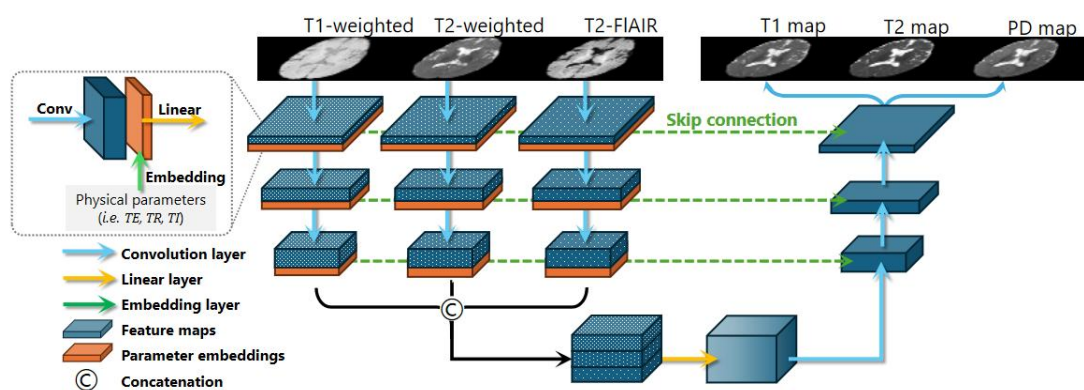 T1-weighted T2-weighted T2-FlAIR
T1 map T2 map PD map
Conv
Linear
Embedding
Physical parameters
(i.e. TE, TR, TI)
Skip connection
Convolution layer
Linear layer
Embedding layer
Feature maps
Parameter embeddings
C Concatenation
C